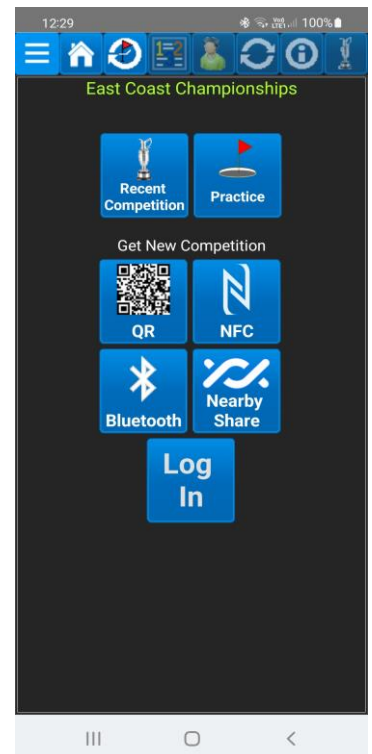 12:29
100%
East Coast Championships
Recent
Competition
Practice
Get New Competition
QR
NFC
Bluetooth
Nearby
Share
Log
In